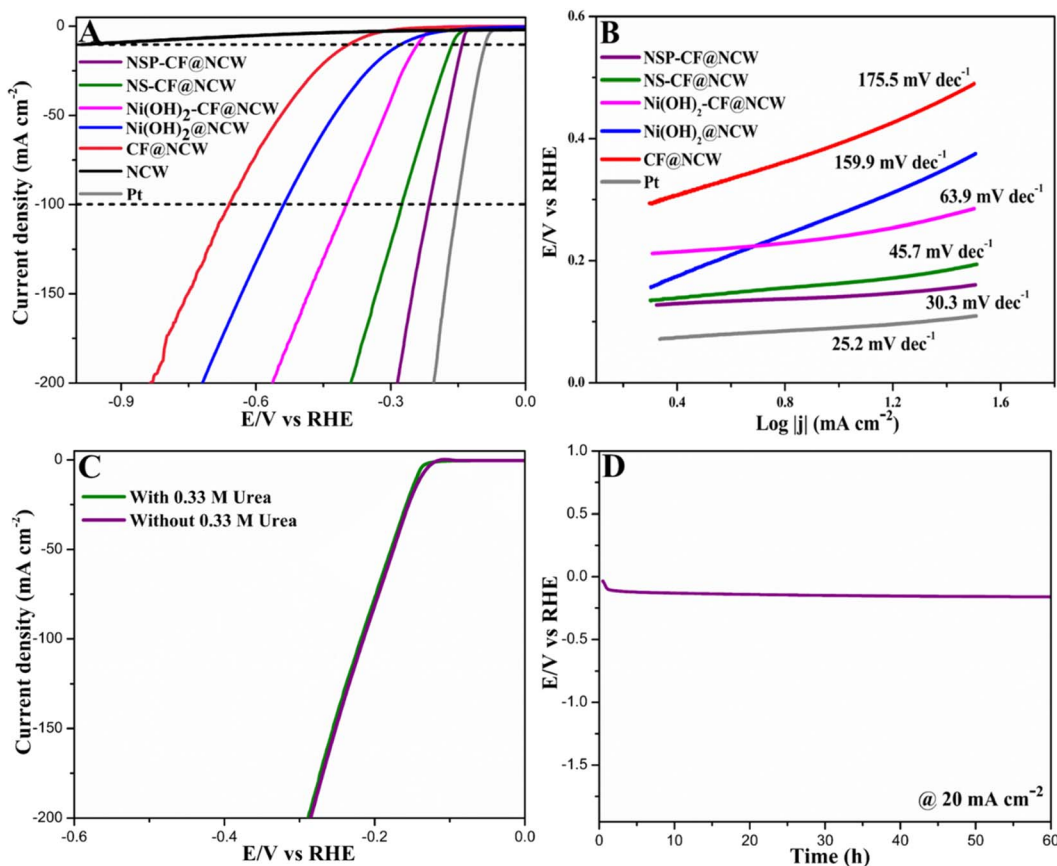 A
NSP-CF@NCW
NS-CF@NCW
Ni(OH)₂-CF@NCW
Ni(OH)₂@NCW
CF@NCW
NCW
Pt
Current density (mA cm⁻²)
0
-50
-100
-150
-200
-0.9
-0.6
-0.3
0.0
E/V vs RHE
B
NSP-CF@NCW
NS-CF@NCW
Ni(OH)₂-CF@NCW
Ni(OH)₂@NCW
CF@NCW
Pt
175.5 mV dec⁻¹
159.9 mV dec⁻¹
63.9 mV dec⁻¹
45.7 mV dec⁻¹
30.3 mV dec⁻¹
25.2 mV dec⁻¹
E/V vs RHE
0.6
0.4
0.2
0.0
0.4
0.8
1.2
1.6
Log |j| (mA cm⁻²)
C
With 0.33 M Urea
Without 0.33 M Urea
Current density (mA cm⁻²)
0
-50
-100
-150
-200
-0.6
-0.4
-0.2
0.0
E/V vs RHE
D
E/V vs RHE
1.0
0.5
0.0
-0.5
-1.0
-1.5
@ 20 mA cm⁻²
0
10
20
30
40
50
60
Time (h)